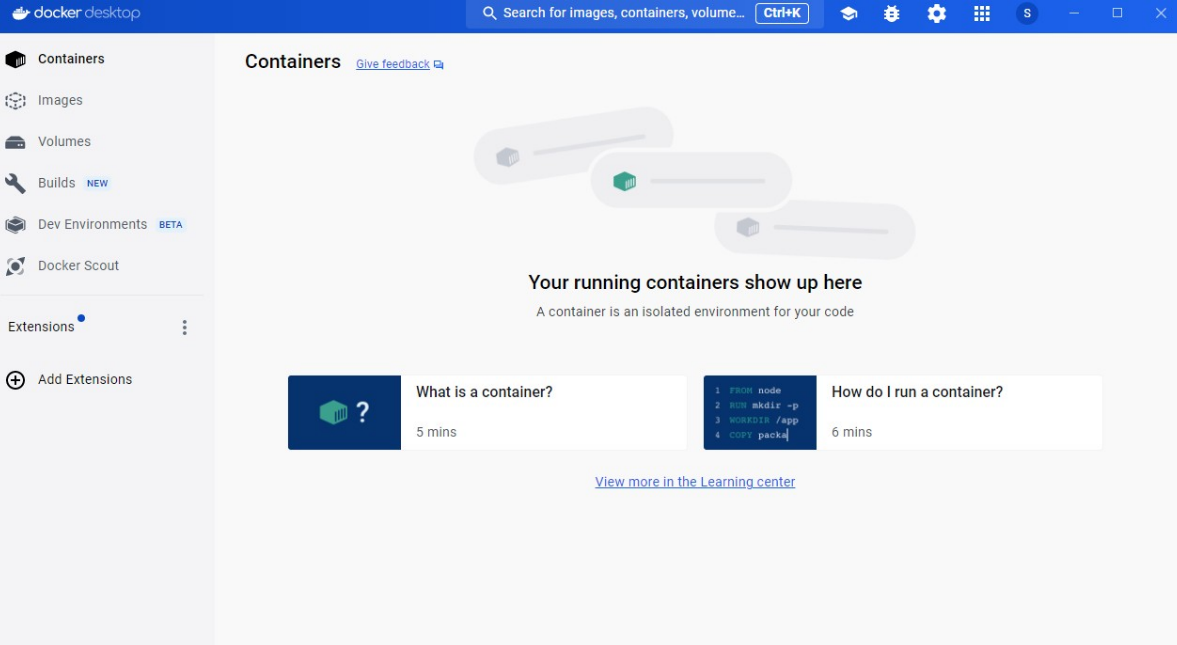 docker desktop
Search for images, containers, volume... Ctrl+K
S
Containers
Images
Volumes
Builds NEW
Dev Environments BETA
Docker Scout
Extensions
Add Extensions
Containers Give feedback
Your running containers show up here
A container is an isolated environment for your code
?
What is a container?
5 mins
1 FROM node
2 RUN mkdir -p
3 WORKDIR /app
4 COPY packa
How do I run a container?
6 mins
View more in the Learning center